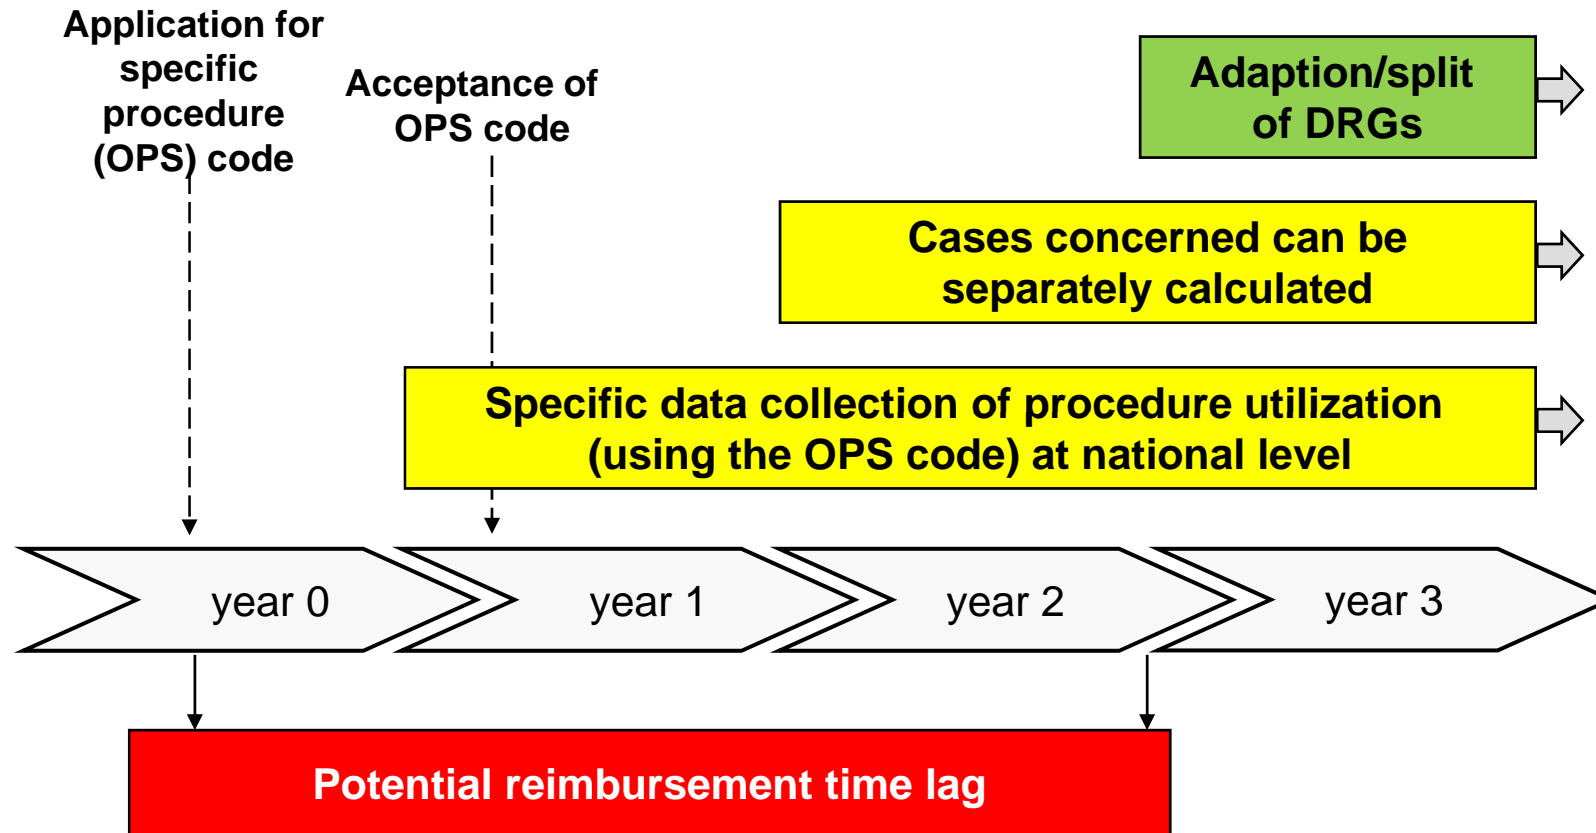 Application for
specific
procedure
(OPS) code
Acceptance of
OPS code
Adaption/split
of DRGs
Cases concerned can be
separately calculated
Specific data collection of procedure utilization
(using the OPS code) at national level
year 0
year 1
year 2
year 3
Potential reimbursement time lag